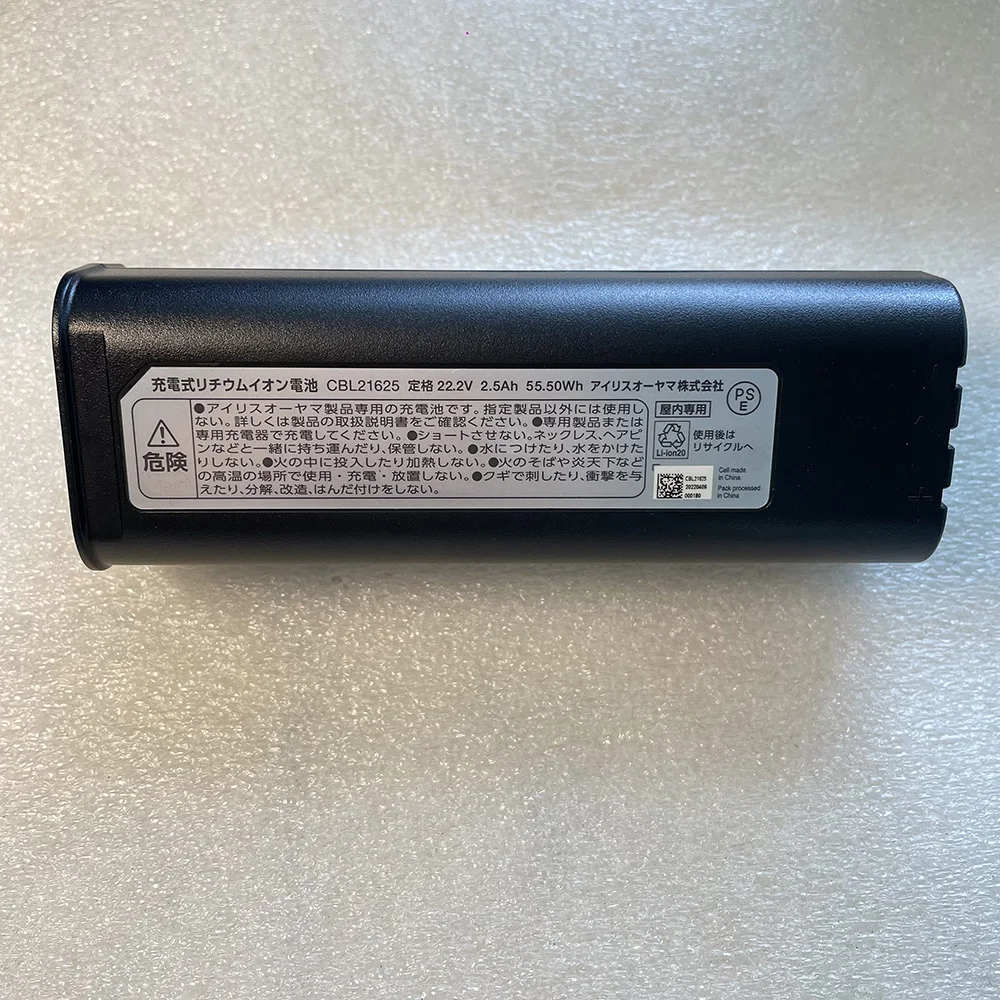 充電式リチウムイオン電池 CBL21625 定格 22.2V 2.5Ah 55.50Wh アイリスオーヤマ株式会社
PS
E
危険
●アイリスオーヤマ製品専用の充電池です。指定製品以外には使用し
ない。詳しくは製品の取扱説明書をご確認ください。●専用製品または
専用充電器で充電してください。●ショートさせない。ネックレス、ヘアピ
ンなどと一緒に持ち運んだり、保管しない。●水につけたり、水をかけた
りしない。●火の中に投入したり加熱しない。●火のそばや炎天下など
の高温の場所で使用・充電・放置しない。●クギで刺したり、衝撃を与
えたり、分解、改造、はんだ付けをしない。
屋内専用
Li-ion20
使用後は
リサイクルへ
CBL21625
20220406
000180
Cell made
in China
Pack processed
in China